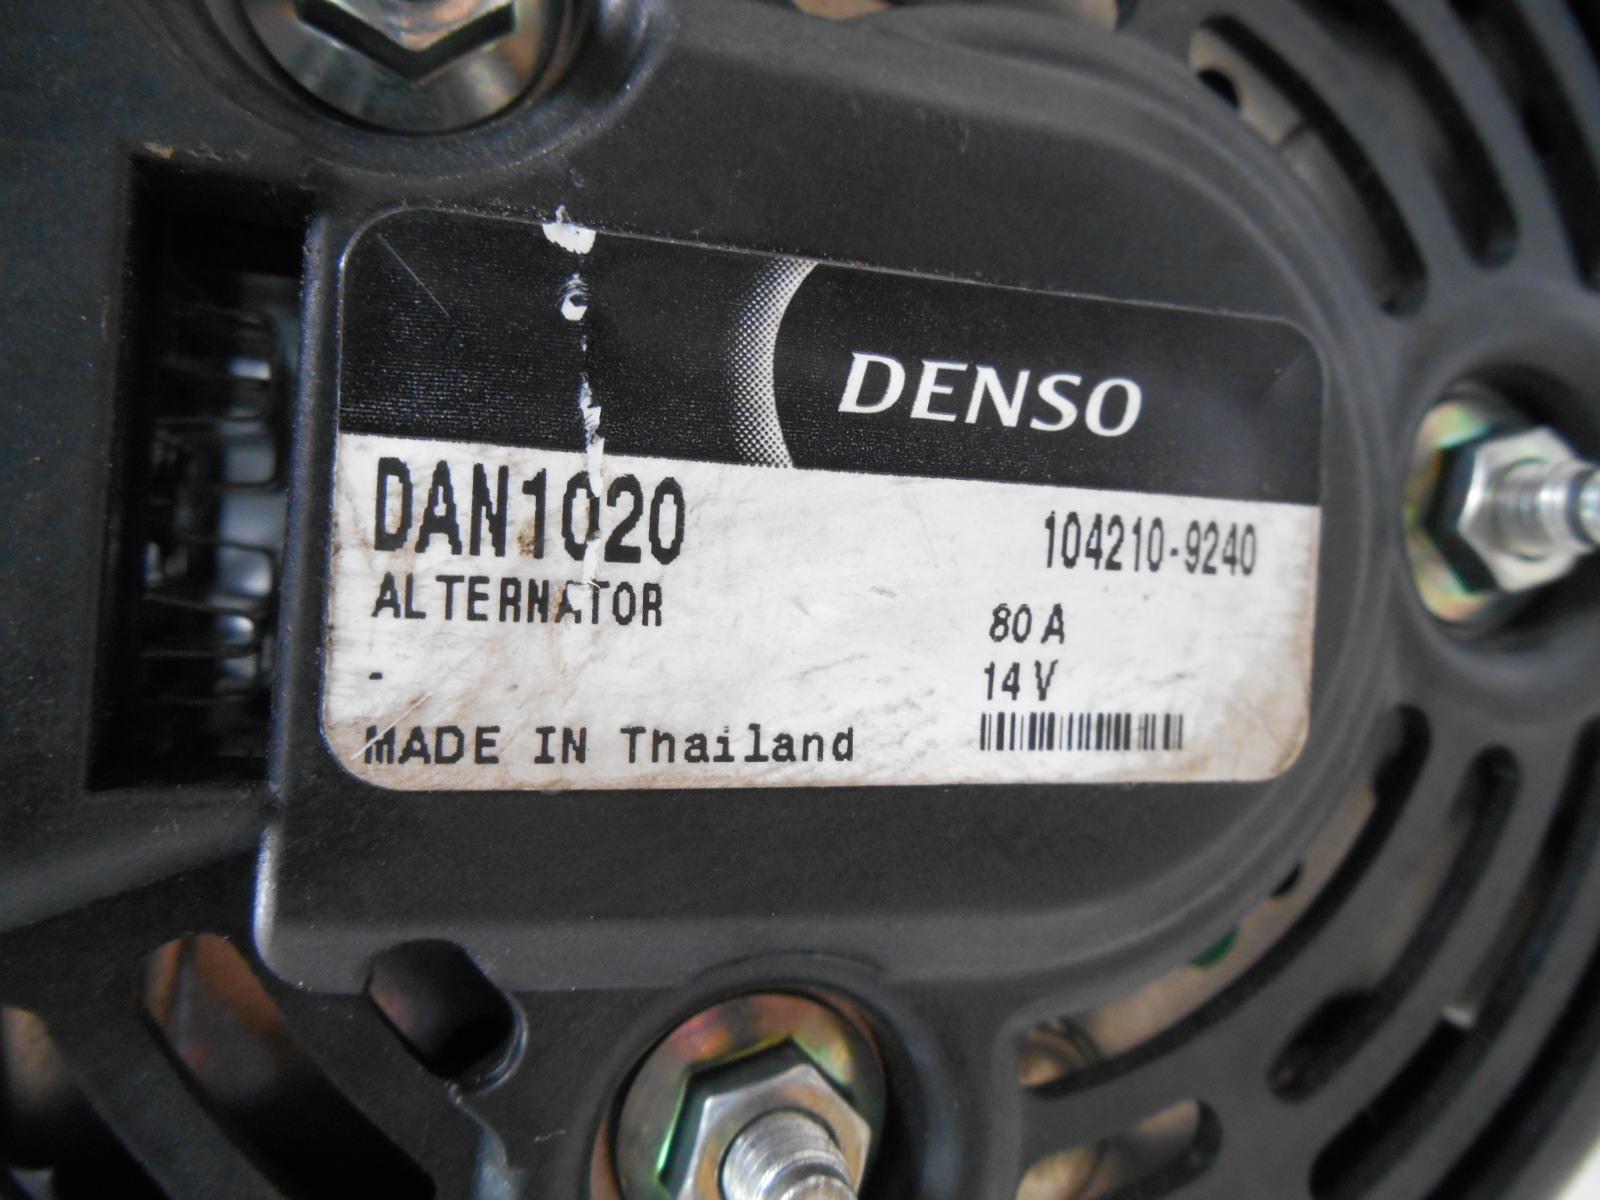 DENSO
DAN1020
104210-9240
ALTERNATOR
80 A
-
14 V
MADE IN Thailand